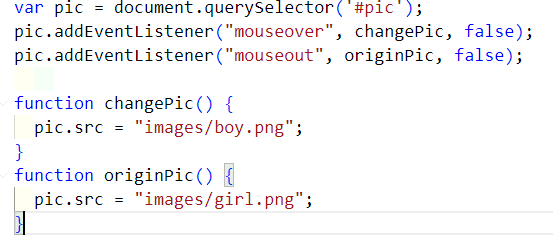 var pic = document.querySelector('#pic');
pic.addEventListener("mouseover", changePic, false);
pic.addEventListener("mouseout", originPic, false);
function changePic() {
pic.src = "images/boy.png";
}
function originPic() {
pic.src = "images/girl.png";
}